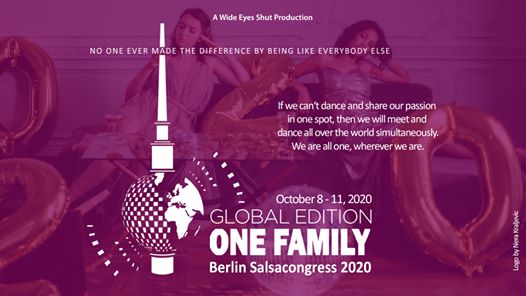 A Wide Eyes Shut Production
NO ONE EVER MADE THE DIFFERENCE BY BEING LIKE EVERYBODY ELSE
If we can't dance and share our passion
in one spot, then we will meet and
dance all over the world simultaneously.
We are all one, wherever we are.
October 8 - 11, 2020
GLOBAL EDITION
ONE FAMILY
Berlin Salsacongress 2020
Logo by Nera Kraljevic